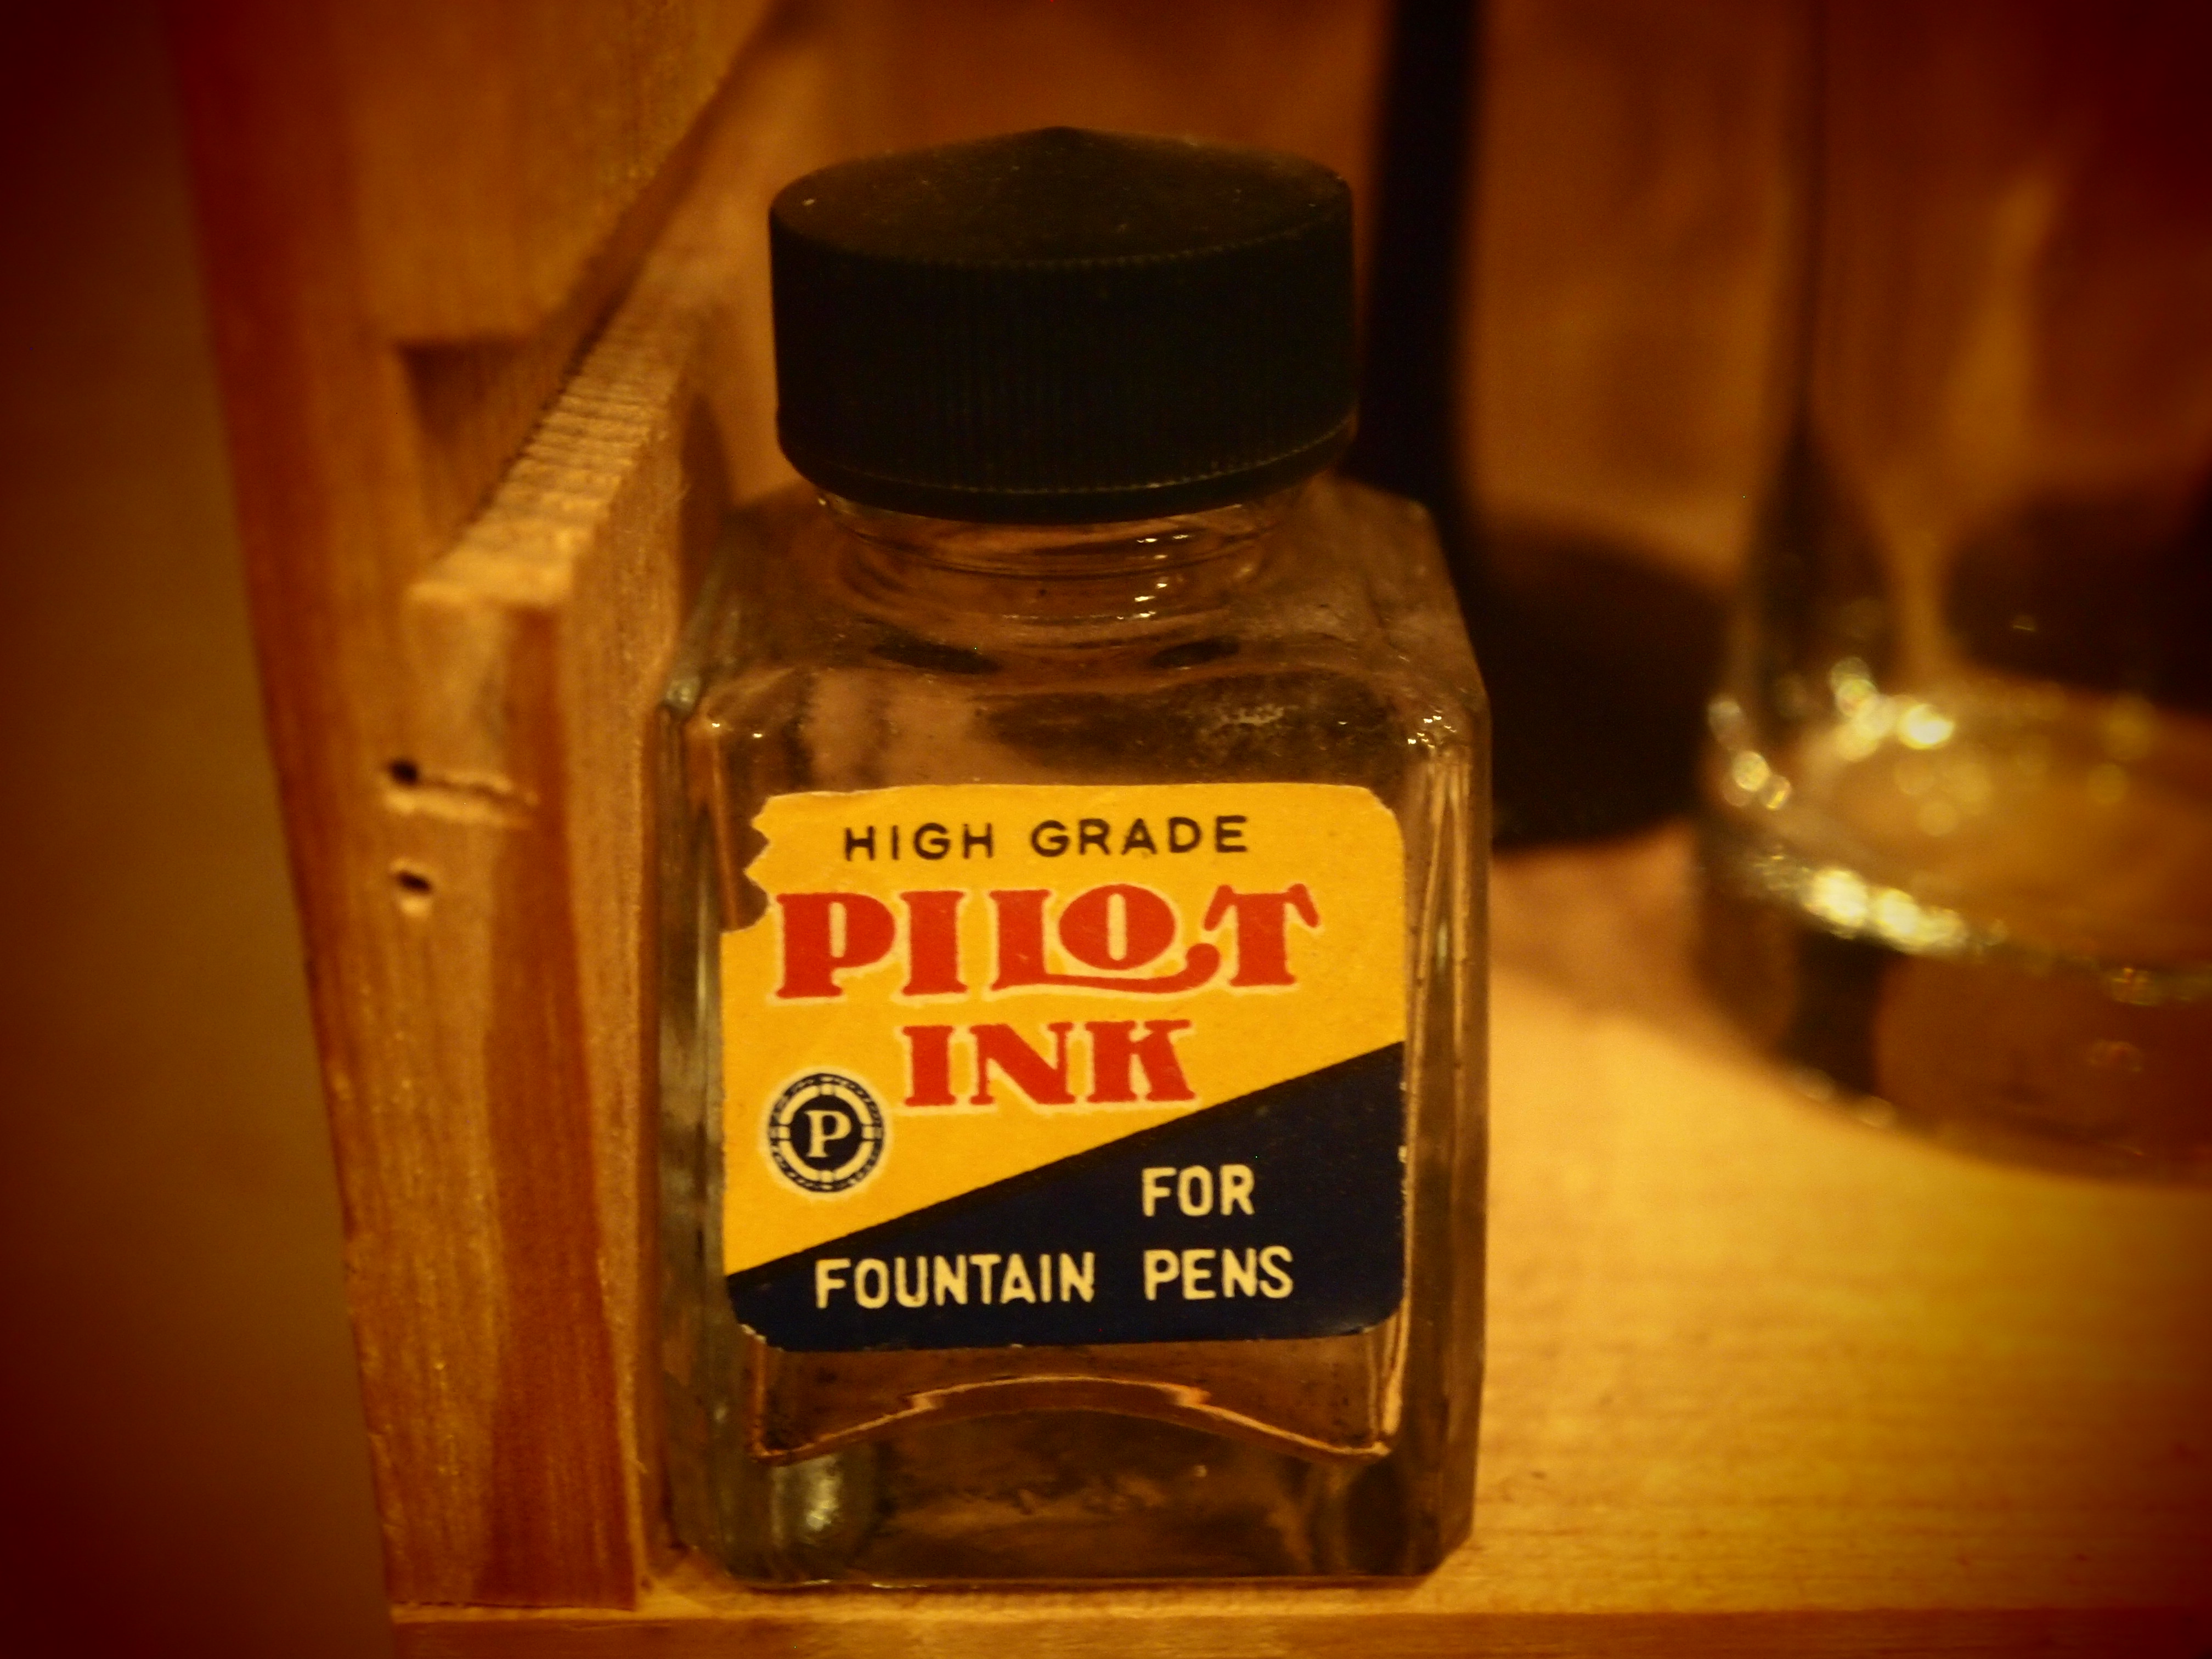 HIGH GRADE
PILOT
INK
P
FOR
FOUNTAIN PENS